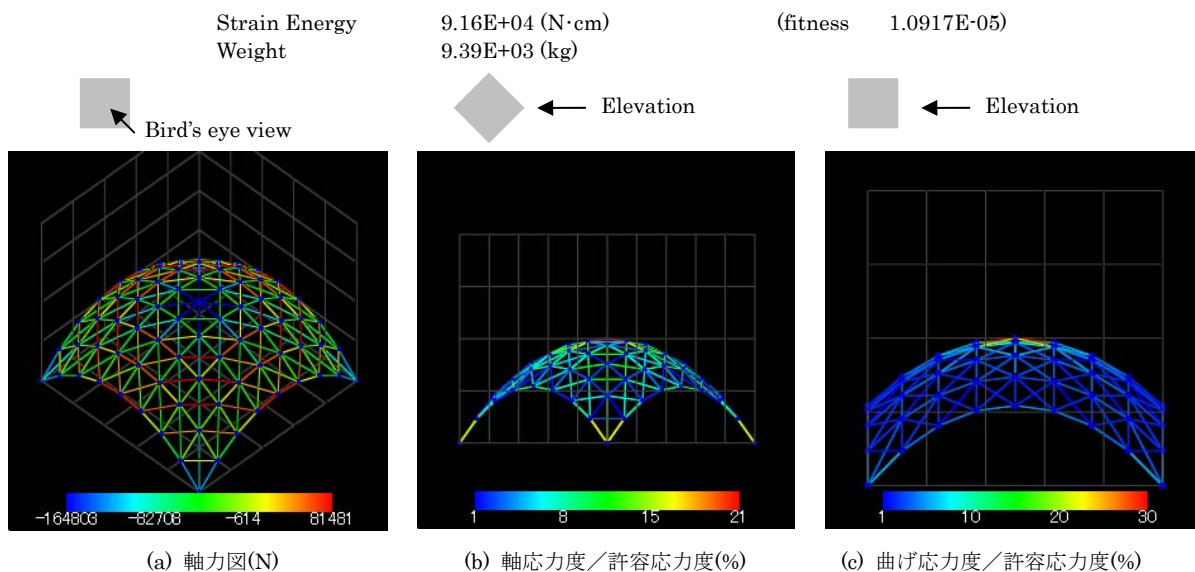 Strain Energy 9.16E+04 (N·cm) (fitness 1.0917E-05)
Weight 9.39E+03 (kg)
Bird's eye view
Elevation
Elevation
-164803 -82708 -614 81481
1 8 15 21
1 10 20 30
(a) 軸力図(N)
(b) 軸応力度／許容応力度(%)
(c) 曲げ応力度／許容応力度(%)